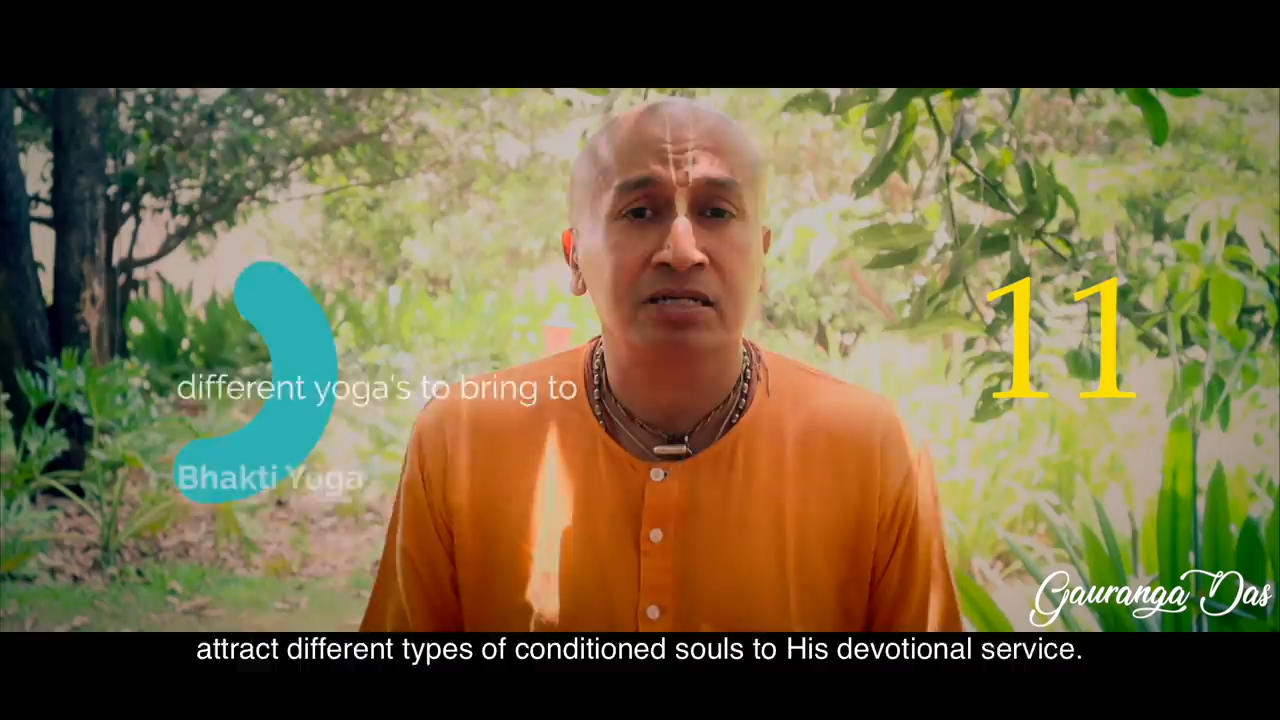 different yoga's to bring to
11
Bhakti Yoga
Gauranga Das
attract different types of conditioned souls to His devotional service.